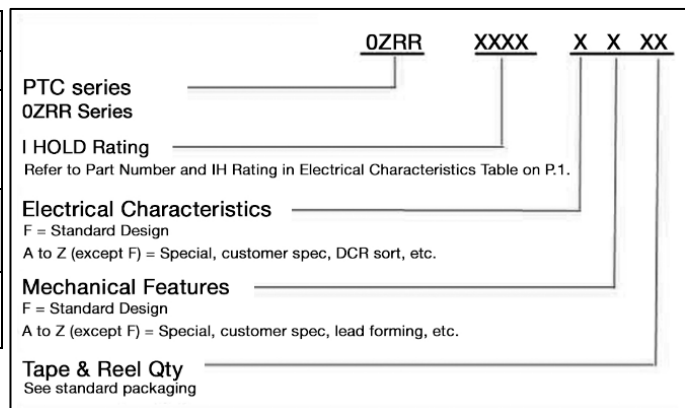 0ZRR XXXX X X XX
PTC series
0ZRR Series
I HOLD Rating
Refer to Part Number and IH Rating in Electrical Characteristics Table on P.1.
Electrical Characteristics
F = Standard Design
A to Z (except F) = Special, customer spec, DCR sort, etc.
Mechanical Features
F = Standard Design
A to Z (except F) = Special, customer spec, lead forming, etc.
Tape & Reel Qty
See standard packaging